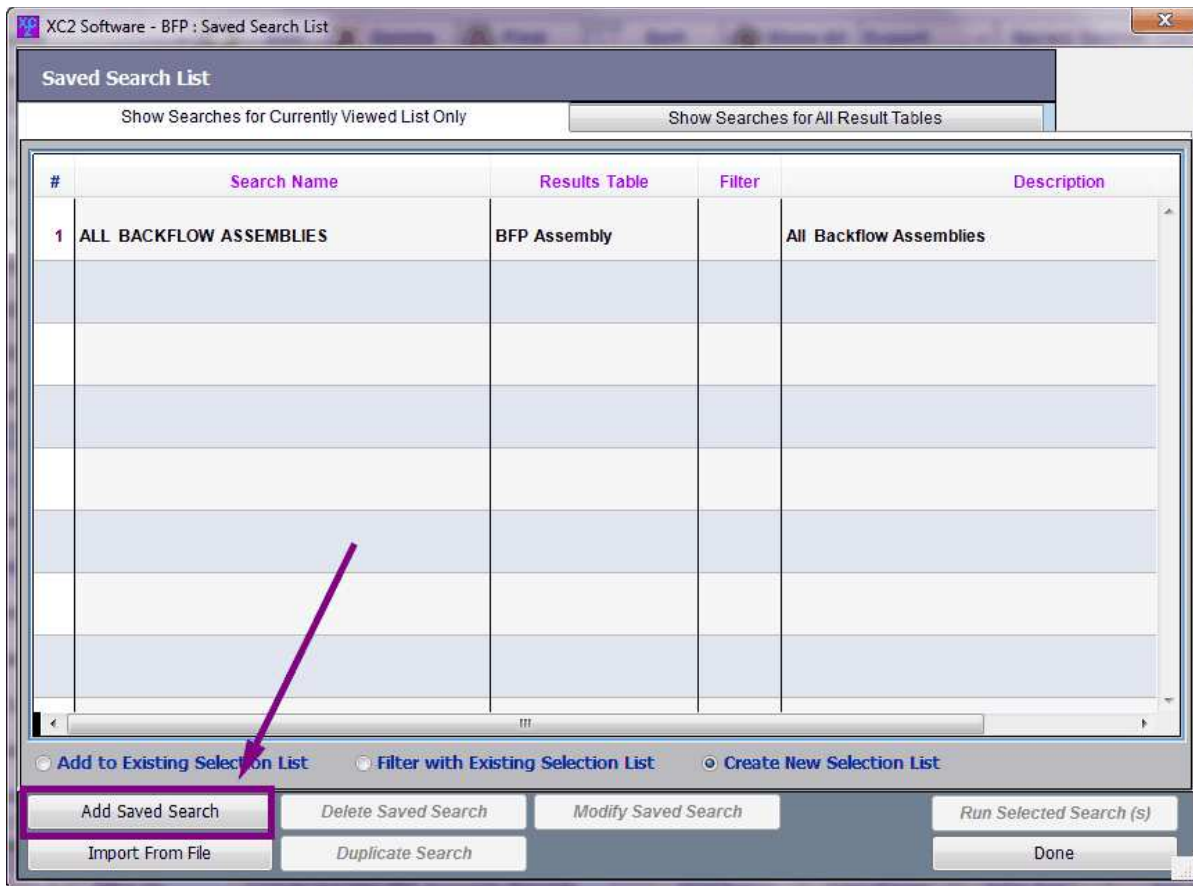 XC2 Software - BFP : Saved Search List
Saved Search List
Show Searches for Currently Viewed List Only
Show Searches for All Result Tables
# Search Name Results Table Filter Description
1 ALL BACKFLOW ASSEMBLIES BFP Assembly All Backflow Assemblies
Add to Existing Selection List Filter with Existing Selection List Create New Selection List
Add Saved Search Delete Saved Search Modify Saved Search Run Selected Search (s)
Import From File Duplicate Search Done